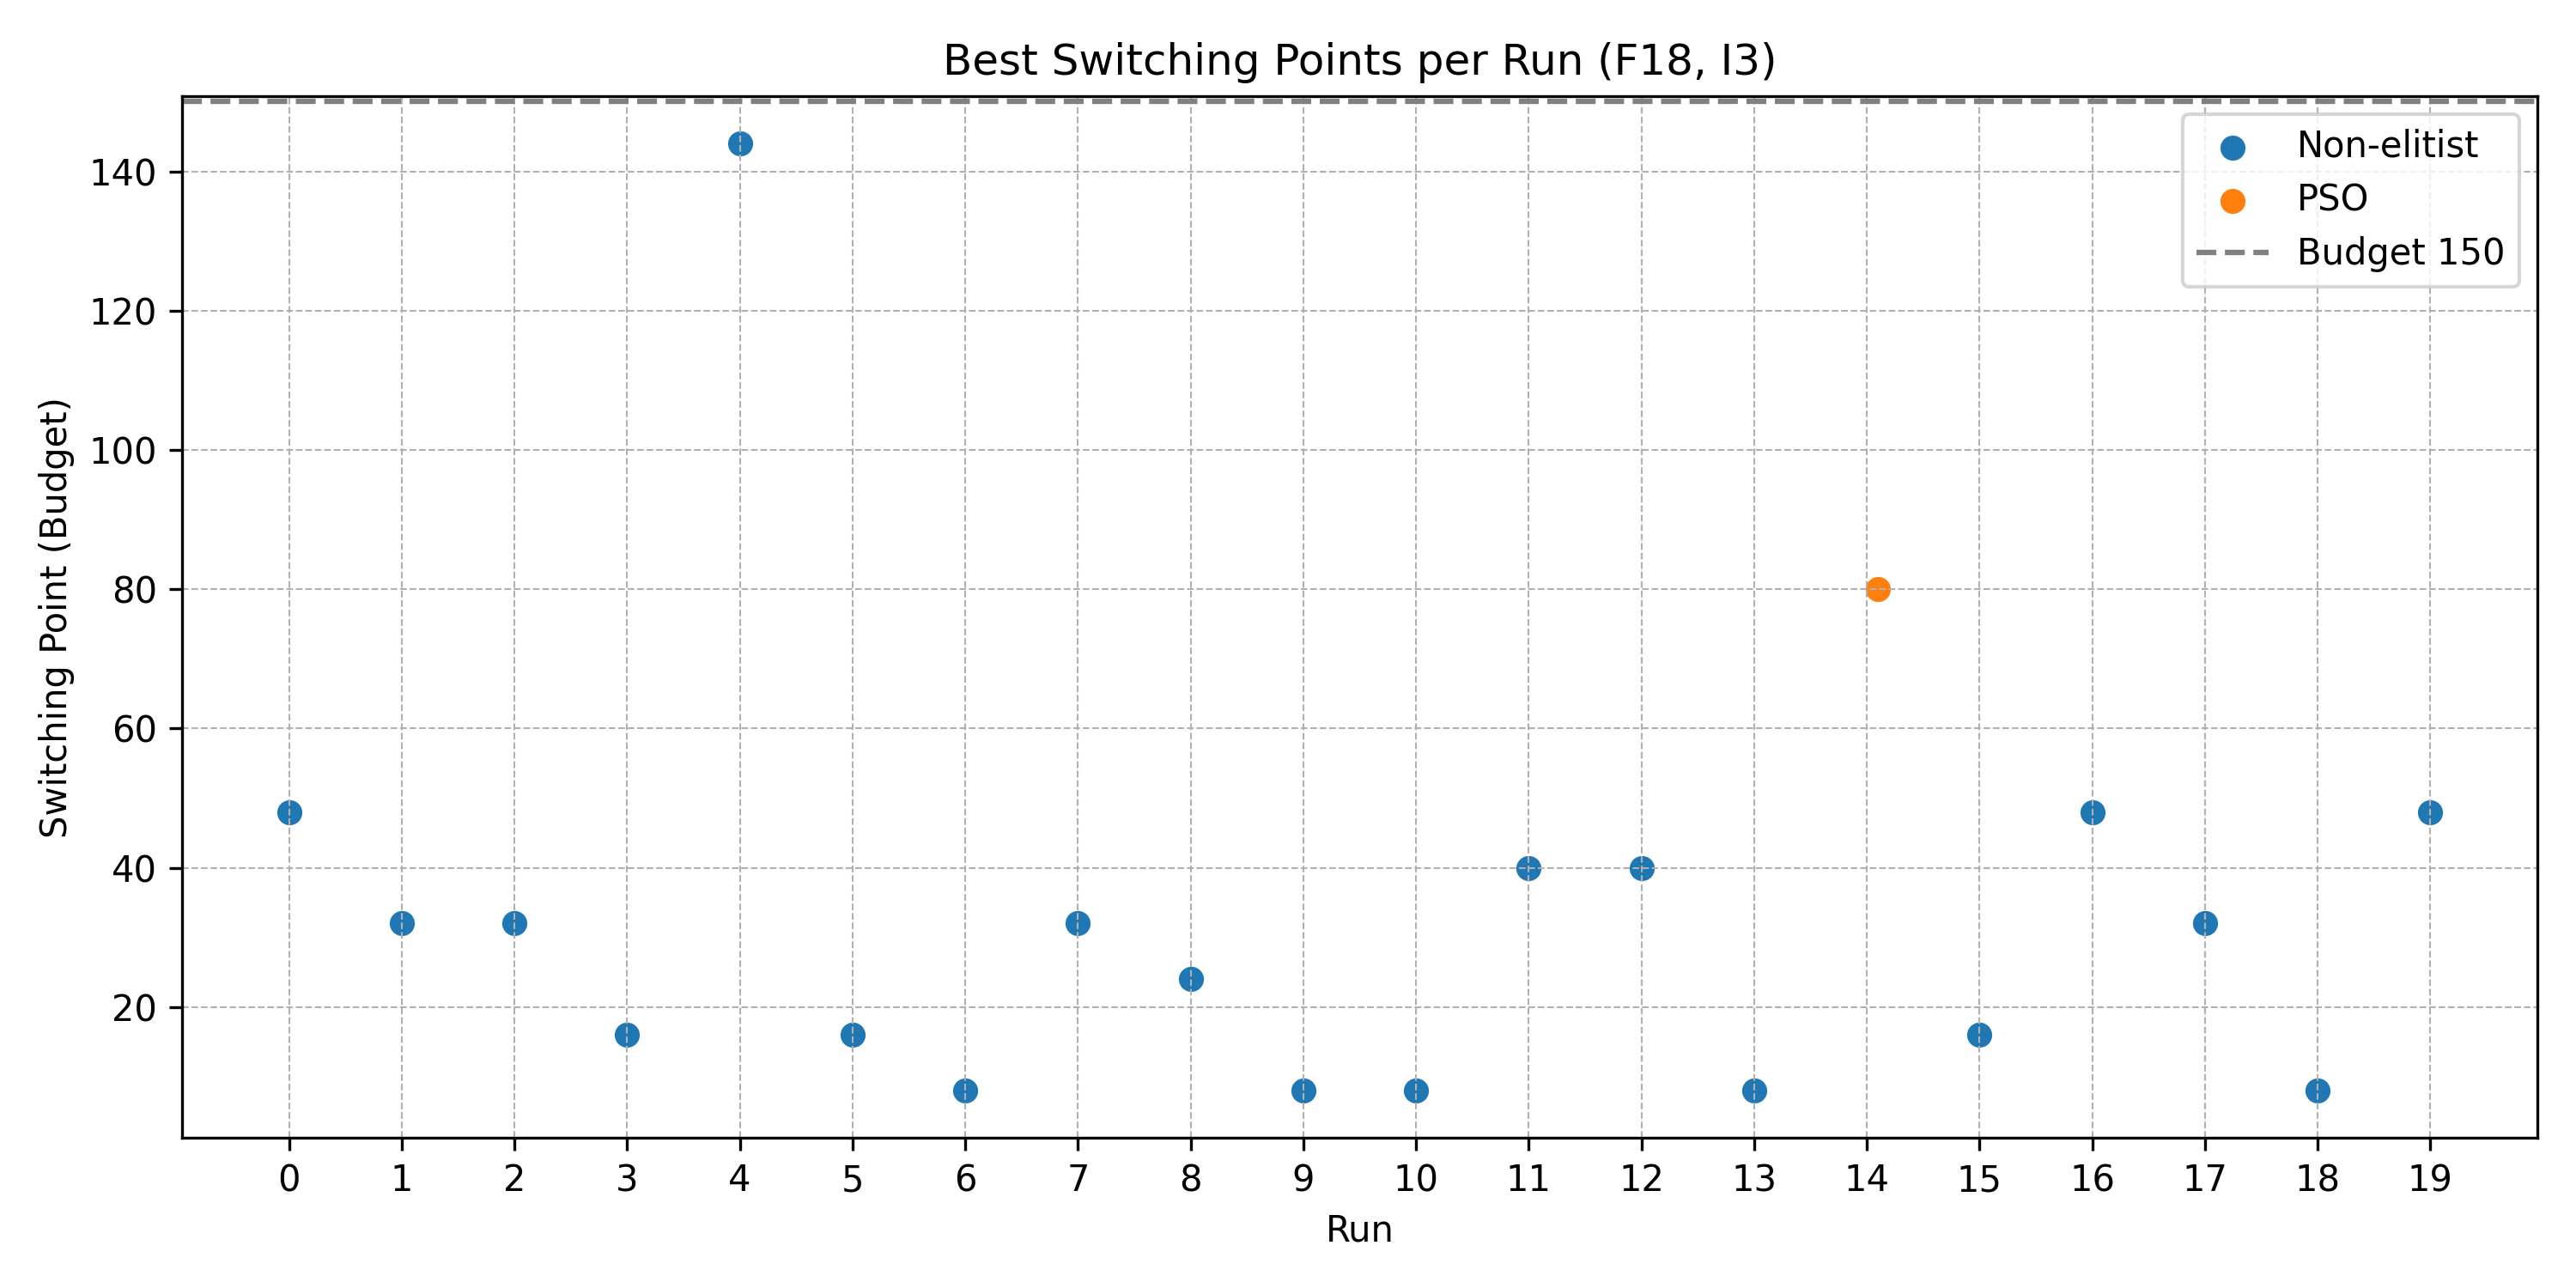 Best Switching Points per Run (F18, I3)
Non-elitist
PSO
Budget 150
Switching Point (Budget)
140
120
100
80
60
40
20
0 1 2 3 4 5 6 7 8 9 10 11 12 13 14 15 16 17 18 19
Run